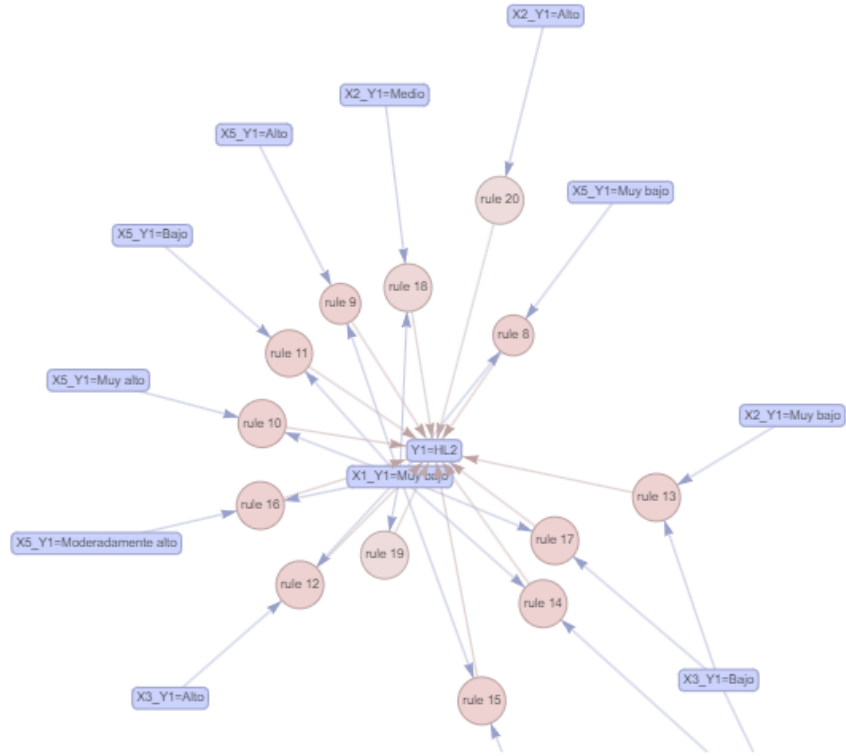 X2_Y1=Alto
X2_Y1=Medio
X5_Y1=Alto
X5_Y1=Muy bajo
rule 20
X5_Y1=Bajo
rule 18
rule 9
rule 8
rule 11
X5_Y1=Muy alto
X2_Y1=Muy bajo
rule 10
Y1=HL2
X1_Y1=Muy bajo
rule 13
rule 16
X5_Y1=Moderadamente alto
rule 17
rule 19
rule 12
rule 14
X3_Y1=Bajo
X3_Y1=Alto
rule 15